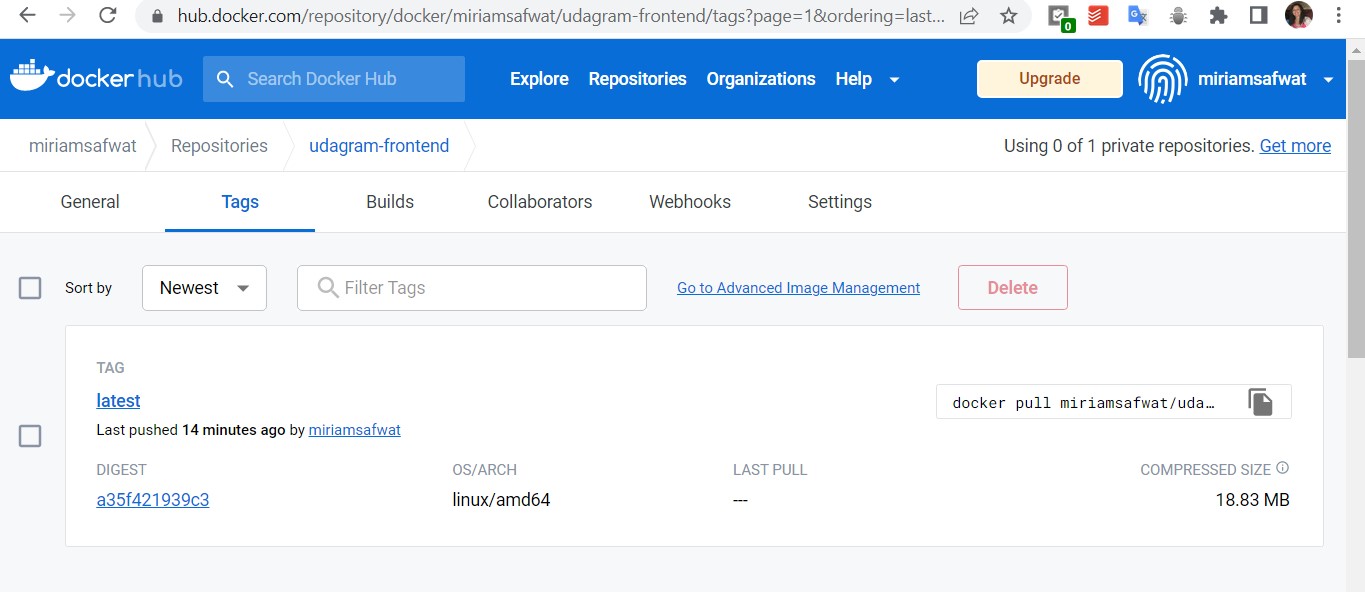 hub.docker.com/repository/docker/miriamsafwat/udagram-frontend/tags?page=1&ordering=last...
0
dockerhub
Search Docker Hub
Explore Repositories Organizations Help
Upgrade
miriamsafwat
miriamsafwat Repositories udagram-frontend
Using 0 of 1 private repositories. Get more
General Tags Builds Collaborators Webhooks Settings
Sort by Newest Filter Tags Go to Advanced Image Management Delete
TAG
latest
docker pull miriamsafwat/uda…
Last pushed 14 minutes ago by miriamsafwat
DIGEST OS/ARCH LAST PULL COMPRESSED SIZE
a35f421939c3 linux/amd64 --- 18.83 MB